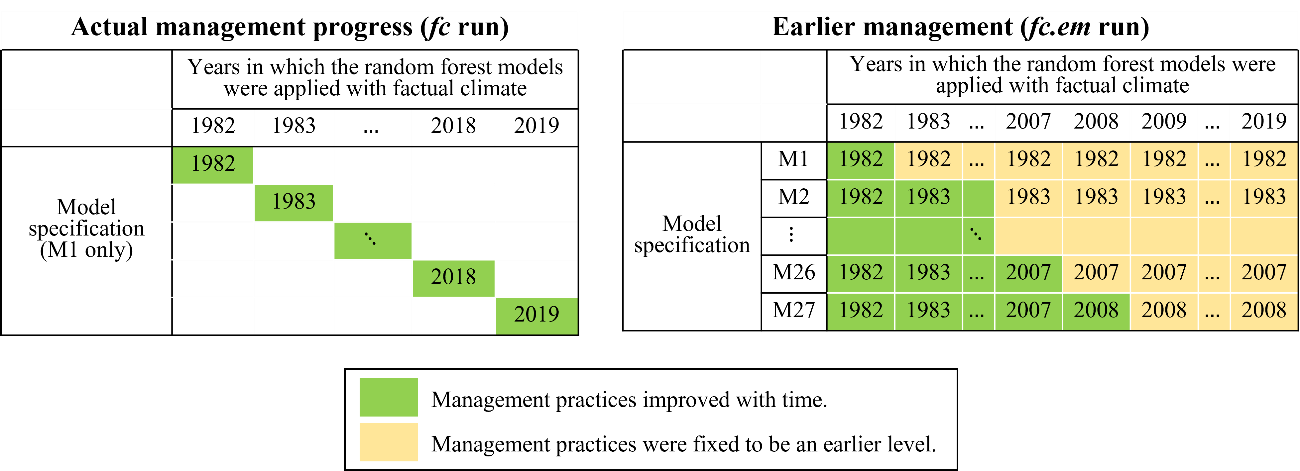 Actual management progress (fc run)
Years in which the random forest models
were applied with factual climate
1982 1983 ... 2018 2019
Model
specification
(M1 only)
1982
1983
⋱
2018
2019
Earlier management (fc.em run)
Years in which the random forest models were
applied with factual climate
1982 1983 ... 2007 2008 2009 ... 2019
Model
specification
M1 1982 1982 ... 1982 1982 1982 ... 1982
M2 1982 1983 1983 1983 1983 ... 1983
⋮ ⋱
M26 1982 1983 ... 2007 2007 2007 ... 2007
M27 1982 1983 ... 2007 2008 2008 ... 2008
Management practices improved with time.
Management practices were fixed to be an earlier level.